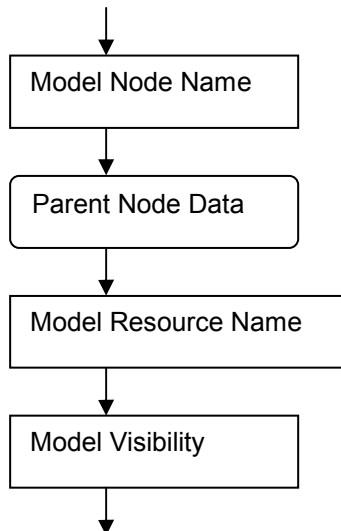 Model Node Name
Parent Node Data
Model Resource Name
Model Visibility